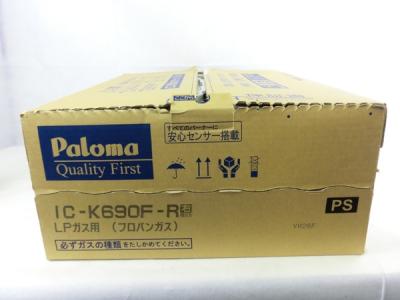 すべてのバーナーに
安心センサー搭載
Paloma
Quality First
IC-K690F-R 右
LPガス用 (プロパンガス)
必ずガスの種類をたしかめてください。
PS